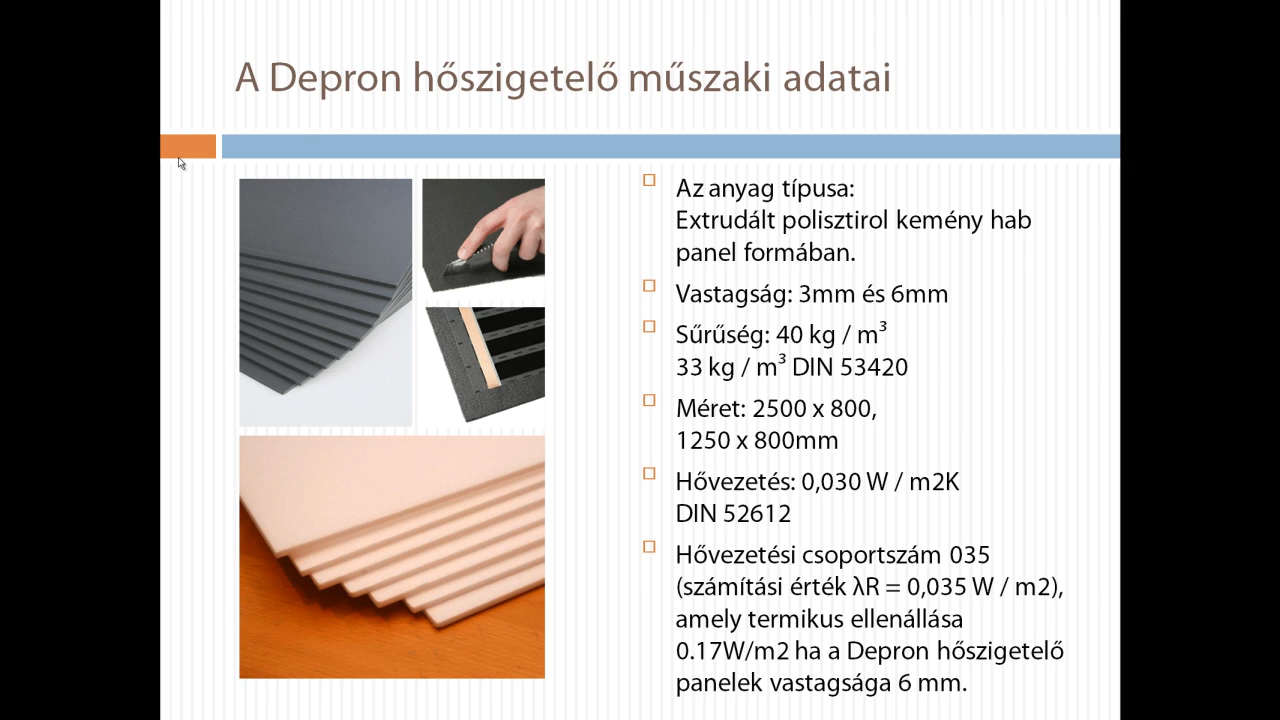 A Depron hőszigetelő műszaki adatai
Az anyag típusa:
Extrudált polisztirol kemény hab
panel formában.
Vastagság: 3mm és 6mm
Sűrűség: 40 kg / m³
33 kg / m³ DIN 53420
Méret: 2500 x 800,
1250 x 800mm
Hővezetés: 0,030 W / m2K
DIN 52612
Hővezetési csoportszám 035
(számítási érték λR = 0,035 W / m2),
amely termikus ellenállása
0.17W/m2 ha a Depron hőszigetelő
panelek vastagsága 6 mm.